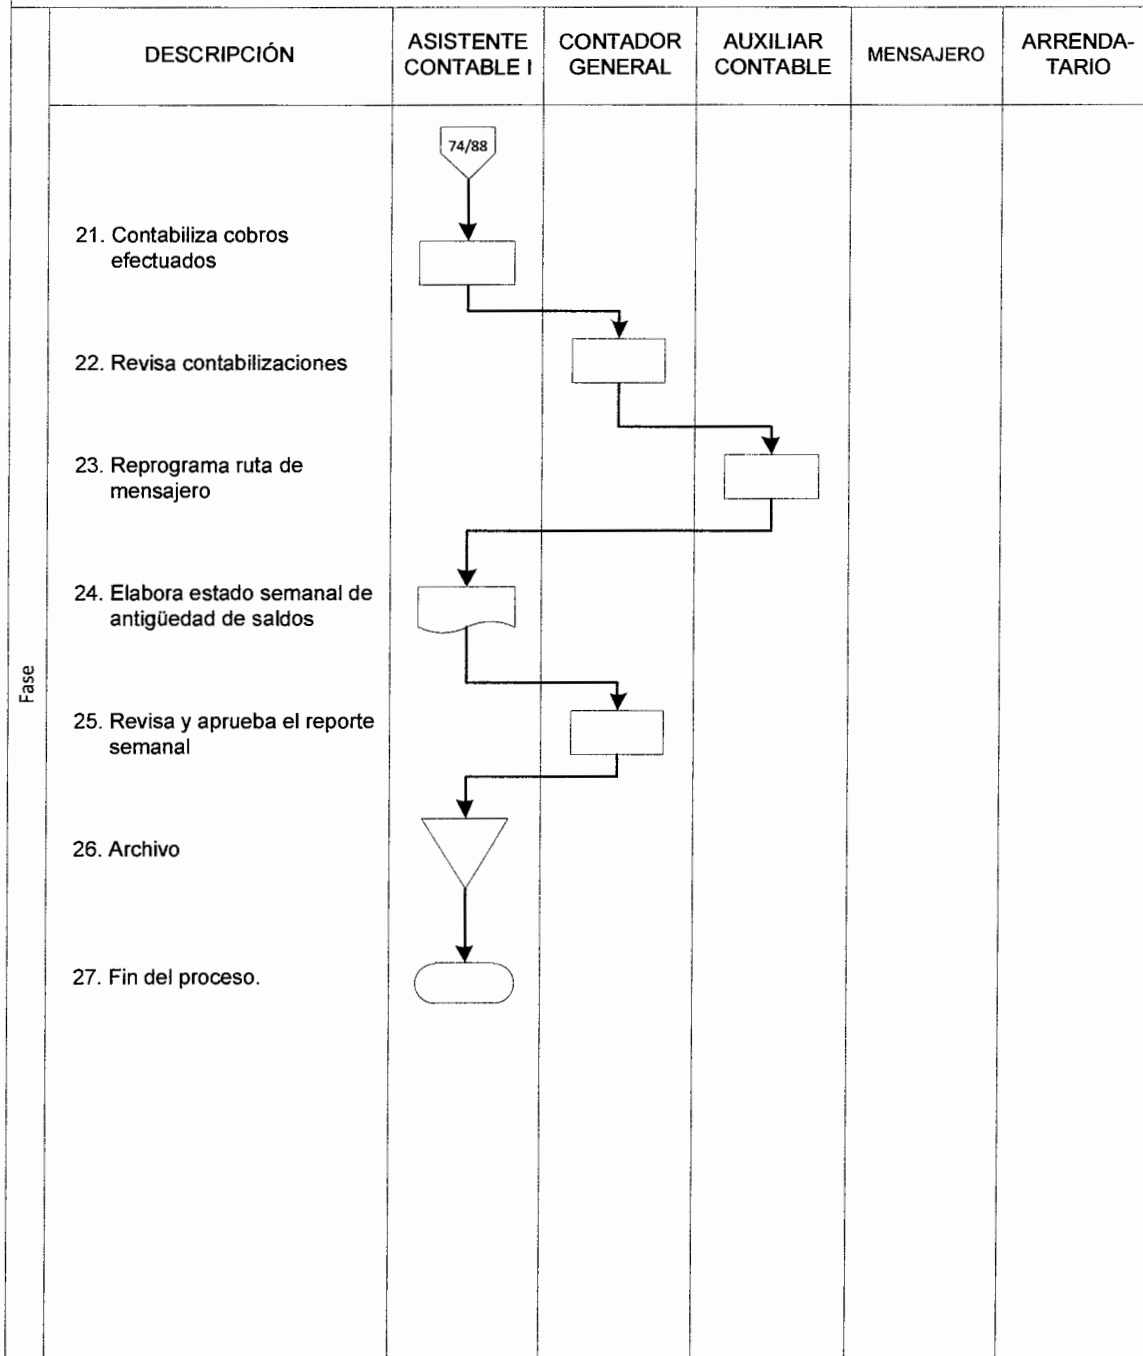 DESCRIPCIÓN
ASISTENTE
CONTABLE I
CONTADOR
GENERAL
AUXILIAR
CONTABLE
MENSAJERO
ARRENDA-
TARIO
74/88
21. Contabiliza cobros
efectuados
22. Revisa contabilizaciones
23. Reprograma ruta de
mensajero
24. Elabora estado semanal de
antigüedad de saldos
Fase
25. Revisa y aprueba el reporte
semanal
26. Archivo
27. Fin del proceso.